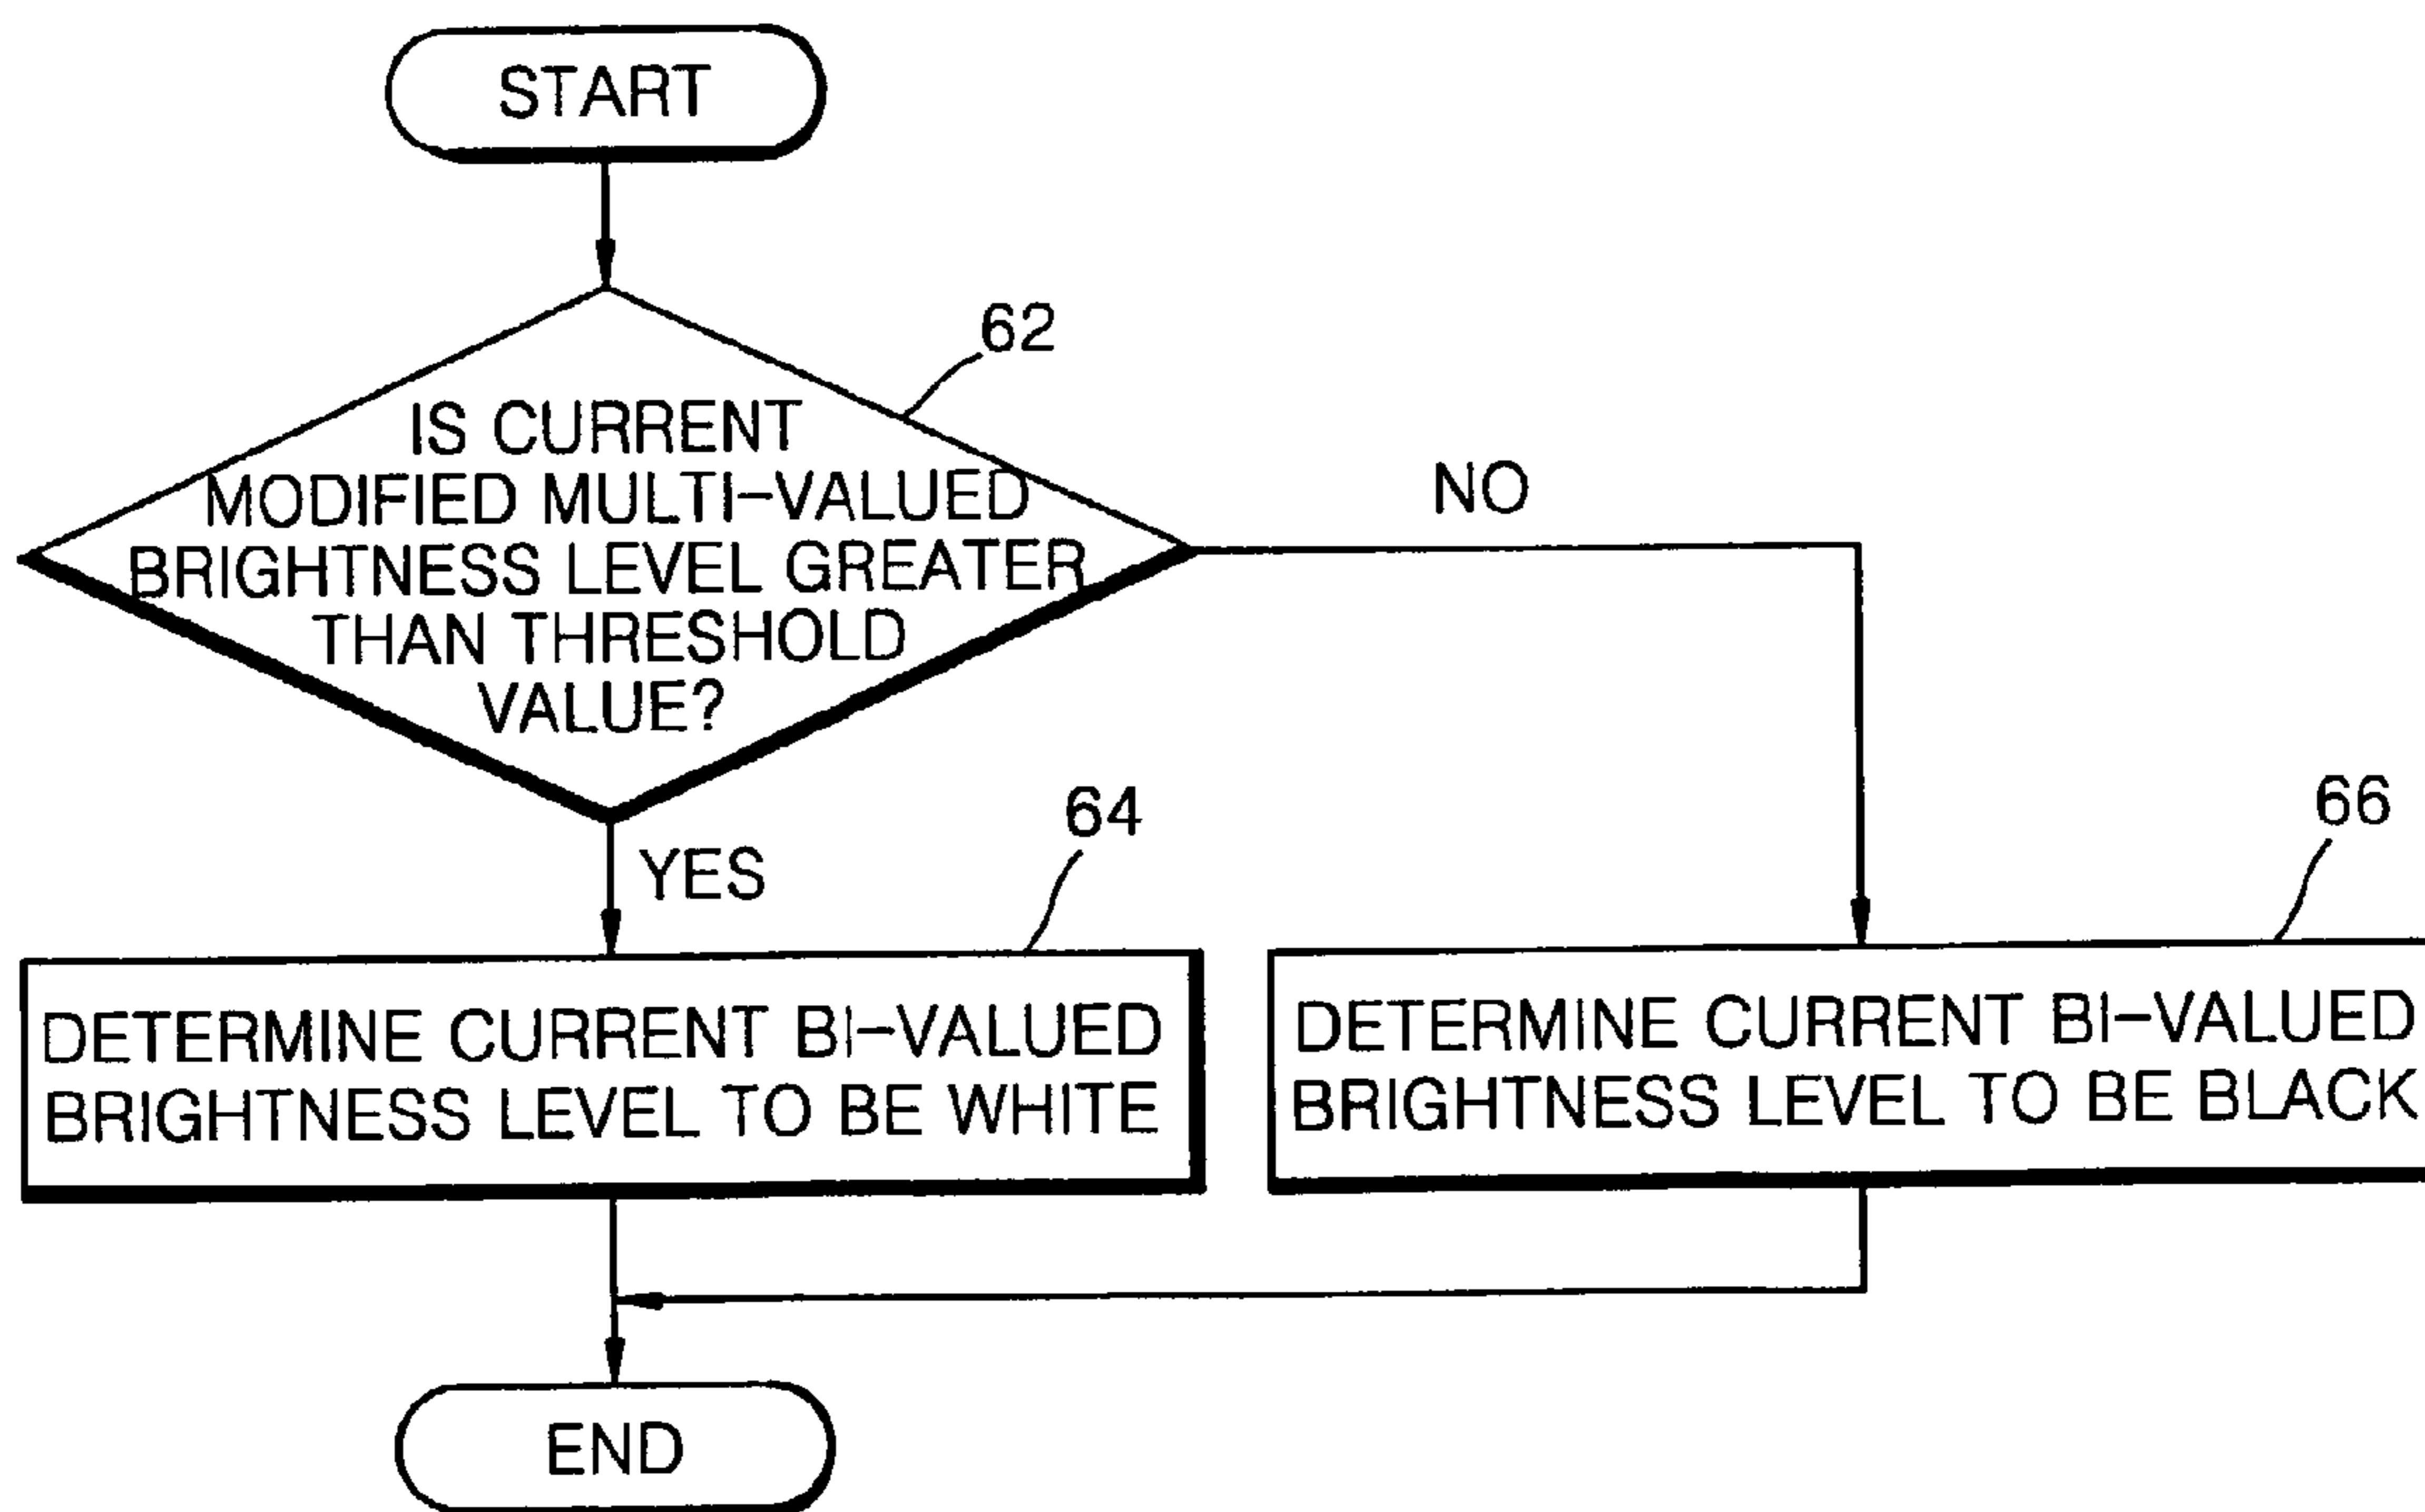 START
62
IS CURRENT
MODIFIED MULTI-VALUED
BRIGHTNESS LEVEL GREATER
THAN THRESHOLD
VALUE?
NO
YES
64
DETERMINE CURRENT BI-VALUED
BRIGHTNESS LEVEL TO BE WHITE
66
DETERMINE CURRENT BI-VALUED
BRIGHTNESS LEVEL TO BE BLACK
END